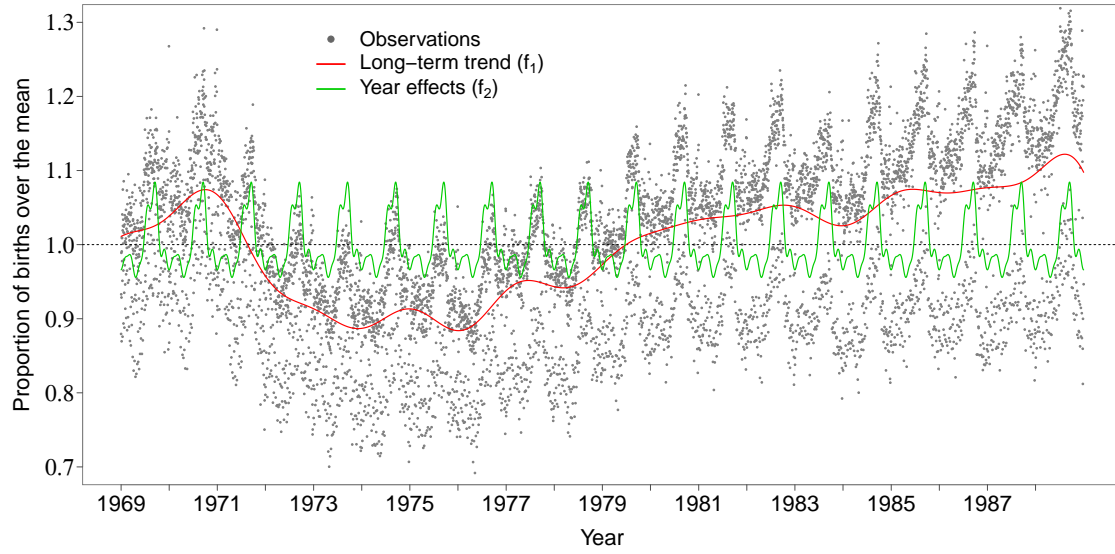 Observations
Long−term trend (f₁)
Year effects (f₂)
Proportion of births over the mean
1.3
1.2
1.1
1.0
0.9
0.8
0.7
1969 1971 1973 1975 1977 1979 1981 1983 1985 1987
Year